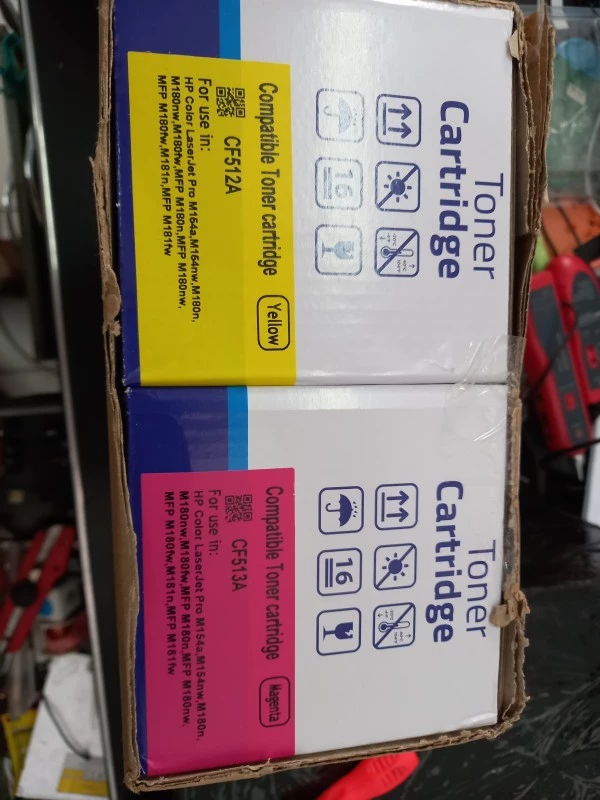 Toner
Cartridge
16
Compatible Toner cartridge
Yellow
CF512A
For use in:
HP Color LaserJet Pro M154a,M154nw,M180n,
M180nw,M180fw,MFP M180n,MFP M180nw,
MFP M180fw,M181n,MFP M181fw
Toner
Cartridge
16
Compatible Toner cartridge
Magenta
CF513A
For use in:
HP Color LaserJet Pro M154a,M154nw,M180n,
M180nw,M180fw,MFP M180n,MFP M180nw,
MFP M180fw,M181n,MFP M181fw